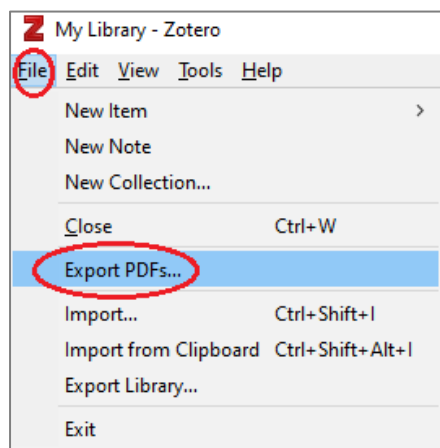 Z My Library - Zotero
File Edit View Tools Help
New Item >
New Note
New Collection...
Close Ctrl+W
Export PDFs...
Import... Ctrl+Shift+I
Import from Clipboard Ctrl+Shift+Alt+I
Export Library...
Exit